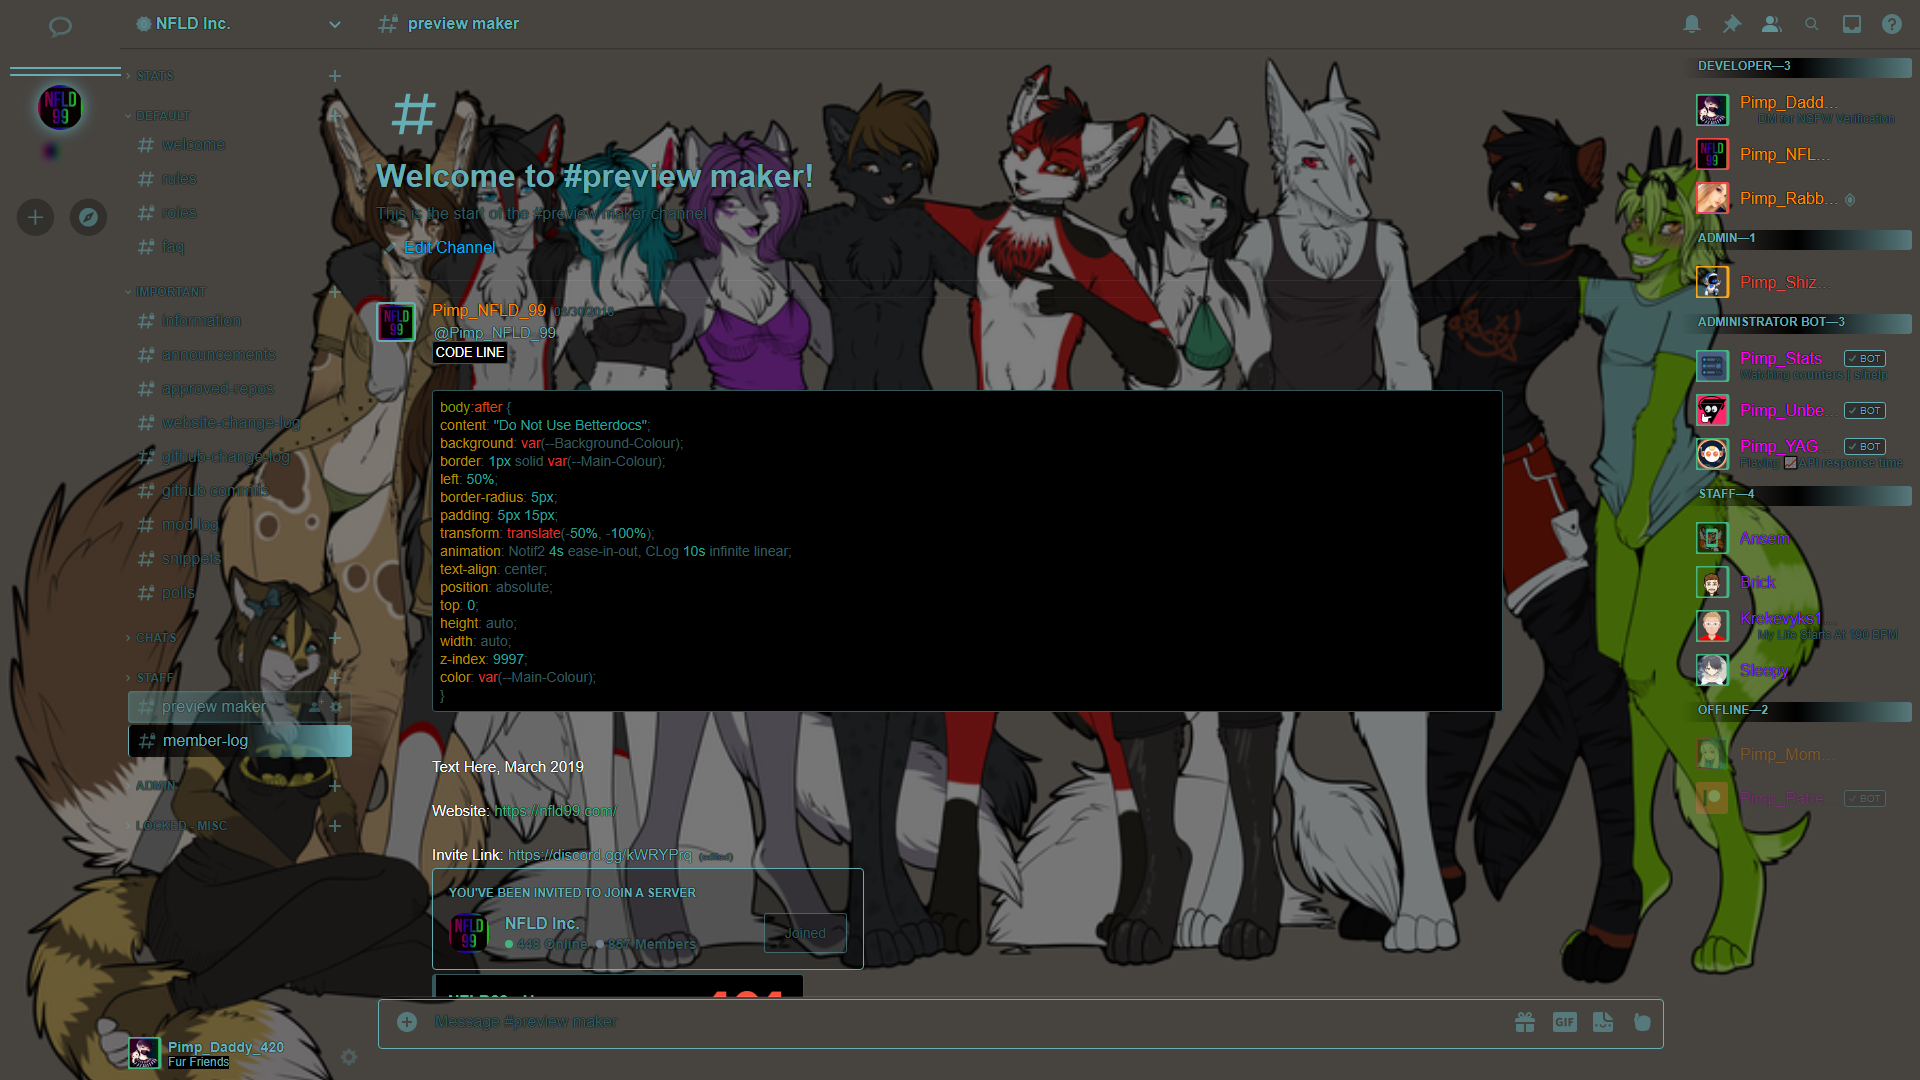 NFLD Inc.
preview maker
STATS
DEFAULT
welcome
rules
roles
faq
IMPORTANT
information
announcements
approved-repos
website-change-log
github-change-log
github commits
mod log
snippets
polls
CHATS
STAFF
preview maker
member-log
ADMIN
LOCKED - MISC
Pimp_Daddy_420
Fur Friends
NFLD
99
#
Welcome to #preview maker!
This is the start of the #preview maker channel
Edit Channel
Pimp_NFLD_99
@Pimp_NFLD_99
CODE LINE
body:after {
content: "Do Not Use Betterdocs";
background: var(--Background-Colour);
border: 1px solid var(--Main-Colour);
left: 50%;
border-radius: 5px;
padding: 5px 15px;
transform: translate(-50%, -100%);
animation: Notif2 4s ease-in-out, CLog 10s infinite linear;
text-align: center;
position: absolute;
top: 0;
height: auto;
width: auto;
z-index: 9997;
color: var(--Main-Colour);
}
Text Here, March 2019
Website: https://nfld99.com/
Invite Link: https://discord.gg/kWRYPrq (edited)
YOU'VE BEEN INVITED TO JOIN A SERVER
NFLD Inc.
448 Online 857 Members
Joined
Message #preview maker
GIF
DEVELOPER—3
Pimp_Dadd...
DM for NSFW Verification
Pimp_NFL...
Pimp_Rabb...
ADMIN—1
Pimp_Shiz...
ADMINISTRATOR BOT—3
Pimp_Stats
BOT
Watching counters || s/help
Pimp_Unbe...
BOT
Pimp_YAG...
BOT
Playing API response time
STAFF—4
Ansem
Brick
Krokevyks1...
My Life Starts At 190 BPM
Sleepy
OFFLINE—2
Pimp_Mom...
Pimp_Patre...
BOT